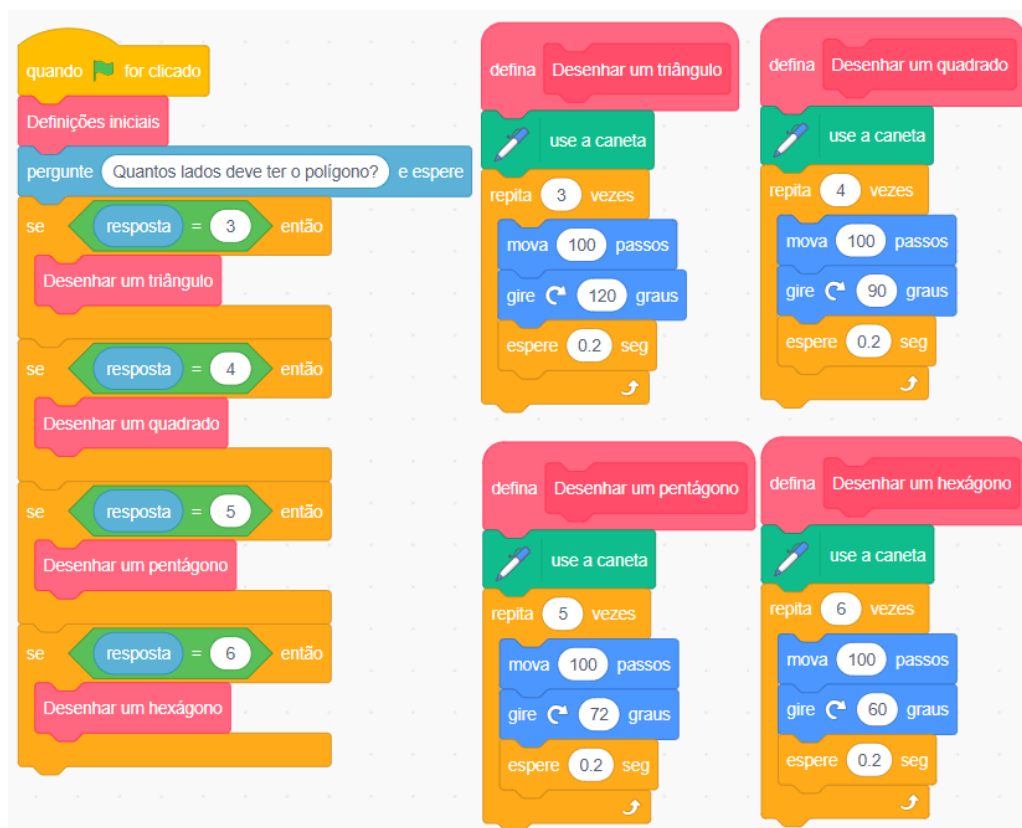 quando for clicado
Definições iniciais
pergunte Quantos lados deve ter o polígono? e espere
se resposta = 3 então
Desenhar um triângulo
se resposta = 4 então
Desenhar um quadrado
se resposta = 5 então
Desenhar um pentágono
se resposta = 6 então
Desenhar um hexágono
defina Desenhar um triângulo
use a caneta
repita 3 vezes
mova 100 passos
gire 120 graus
espere 0.2 seg
defina Desenhar um quadrado
use a caneta
repita 4 vezes
mova 100 passos
gire 90 graus
espere 0.2 seg
defina Desenhar um pentágono
use a caneta
repita 5 vezes
mova 100 passos
gire 72 graus
espere 0.2 seg
defina Desenhar um hexágono
use a caneta
repita 6 vezes
mova 100 passos
gire 60 graus
espere 0.2 seg